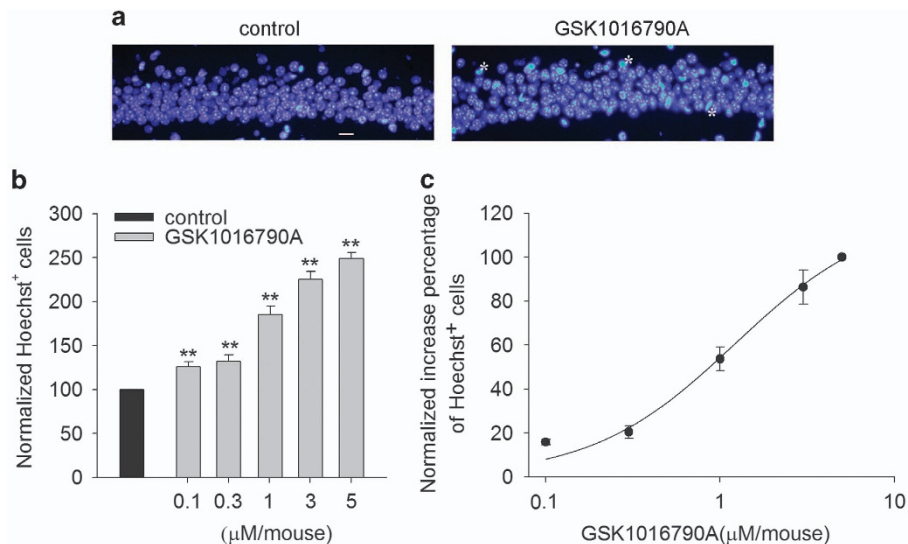 a
control
GSK1016790A
*
*
*
b
Normalized Hoechst⁺ cells
300
250
200
150
100
50
0
control
GSK1016790A
**
**
**
**
**
0.1 0.3 1 3 5
(μM/mouse)
c
Normalized increase percentage
of Hoechst⁺ cells
120
100
80
60
40
20
0
0.1 1 10
GSK1016790A(μM/mouse)